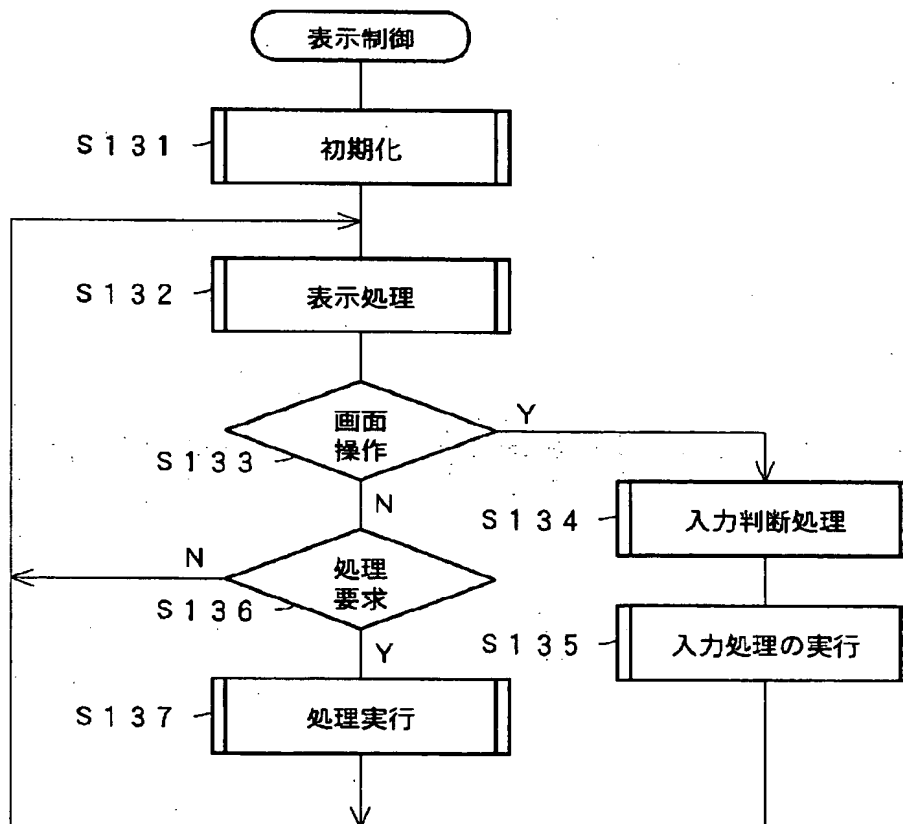 表示制御
S131
初期化
S132
表示処理
画面
操作
S133
Y
N
S134
入力判断処理
処理
要求
S136
N
Y
S135
入力処理の実行
S137
処理実行